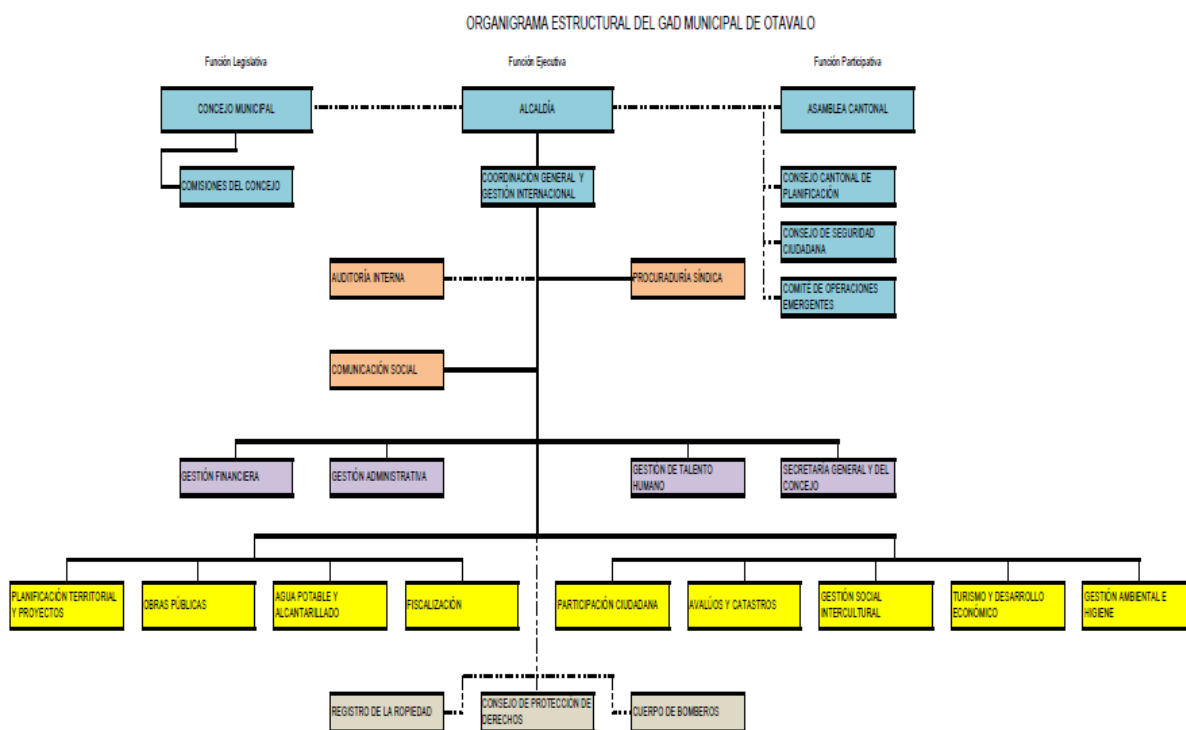 ORGANIGRAMA ESTRUCTURAL DEL GAD MUNICIPAL DE OTAVALO
Función Legislativa
Función Ejecutiva
Función Participativa
CONCEJO MUNICIPAL
ALCALDÍA
ASAMBLEA CANTONAL
COMISIONES DEL CONCEJO
COORDINACIÓN GENERAL Y
GESTIÓN INTERNACIONAL
CONSEJO CANTONAL DE
PLANIFICACIÓN
CONSEJO DE SEGURIDAD
CIUDADANA
AUDITORÍA INTERNA
PROCURADURÍA SÍNDICA
COMITÉ DE OPERACIONES
EMERGENTES
COMUNICACIÓN SOCIAL
GESTIÓN FINANCIERA
GESTIÓN ADMINISTRATIVA
GESTIÓN DE TALENTO
HUMANO
SECRETARÍA GENERAL Y DEL
CONCEJO
PLANIFICACIÓN TERRITORIAL
Y PROYECTOS
OBRAS PÚBLICAS
AGUA POTABLE Y
ALCANTARILLADO
FISCALIZACIÓN
PARTICIPACIÓN CIUDADANA
AVALÚOS Y CATASTROS
GESTIÓN SOCIAL
INTERCULTURAL
TURISMO Y DESARROLLO
ECONÓMICO
GESTIÓN AMBIENTAL E
HIGIENE
REGISTRO DE LA ROPIEDAD
CONSEJO DE PROTECCIÓN DE
DERECHOS
CUERPO DE BOMBEROS